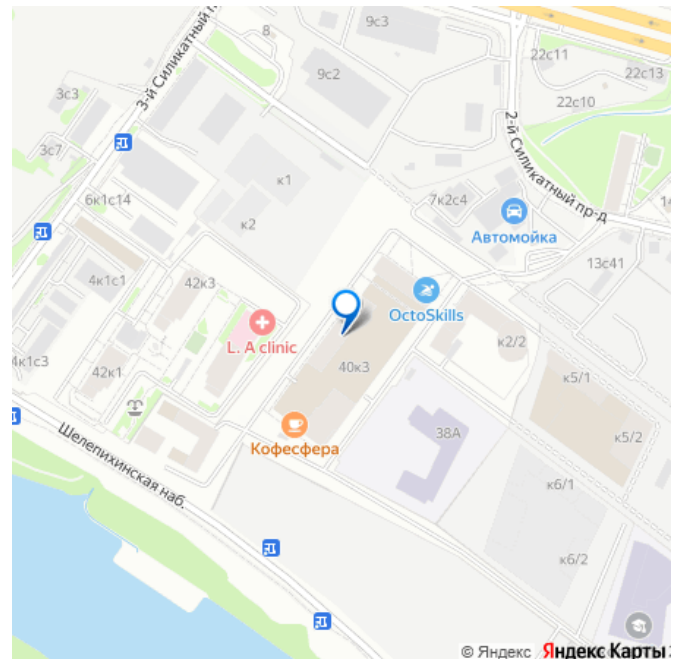 9с3
8
9с2
22с11
22с13
22с10
3-й Силикатный п
3с3
3с7
2-й Силикатный пр-д
к1
6к1с14
к2
7к2с4
Автомойка
13с41
4к1с1
42к3
OctoSkills
L. A clinic
к2/2
4к1с3
42к1
40к3
к5/1
Кофесфера
38А
к5/2
Шелепихинская наб.
к6/1
к6/2
© Яндекс Яндекс Карты